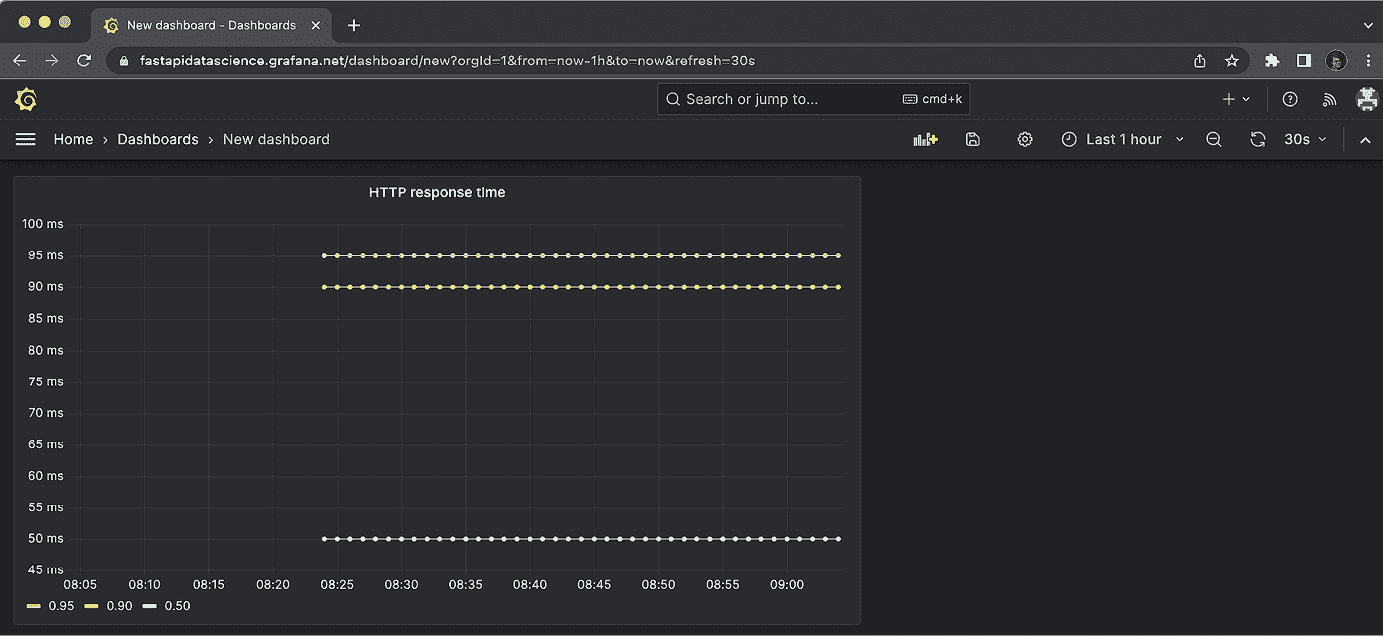 New dashboard - Dashboards
fastapidatascience.grafana.net/dashboard/new?orgId=1&from=now-1h&to=now&refresh=30s
Search or jump to... cmd+k
Home › Dashboards › New dashboard Last 1 hour 30s
HTTP response time
100 ms
95 ms
90 ms
85 ms
80 ms
75 ms
70 ms
65 ms
60 ms
55 ms
50 ms
45 ms
08:05 08:10 08:15 08:20 08:25 08:30 08:35 08:40 08:45 08:50 08:55 09:00
0.95 0.90 0.50